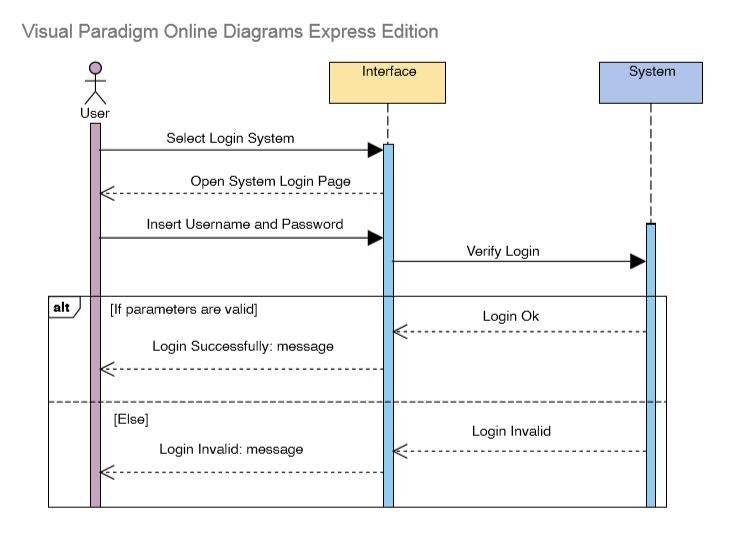 Visual Paradigm Online Diagrams Express Edition
Interface
System
User
Select Login System
Open System Login Page
Insert Username and Password
Verify Login
alt
[If parameters are valid]
Login Ok
Login Successfully: message
[Else]
Login Invalid
Login Invalid: message